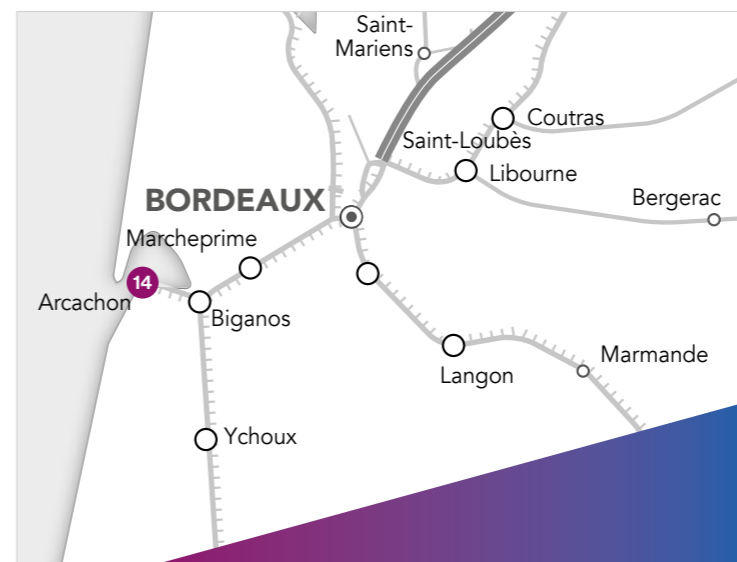 Saint-
Mariens
Coutras
Saint-Loubès
Libourne
Bergerac
BORDEAUX
Marcheprime
14
Arcachon
Biganos
Langon
Marmande
Ychoux